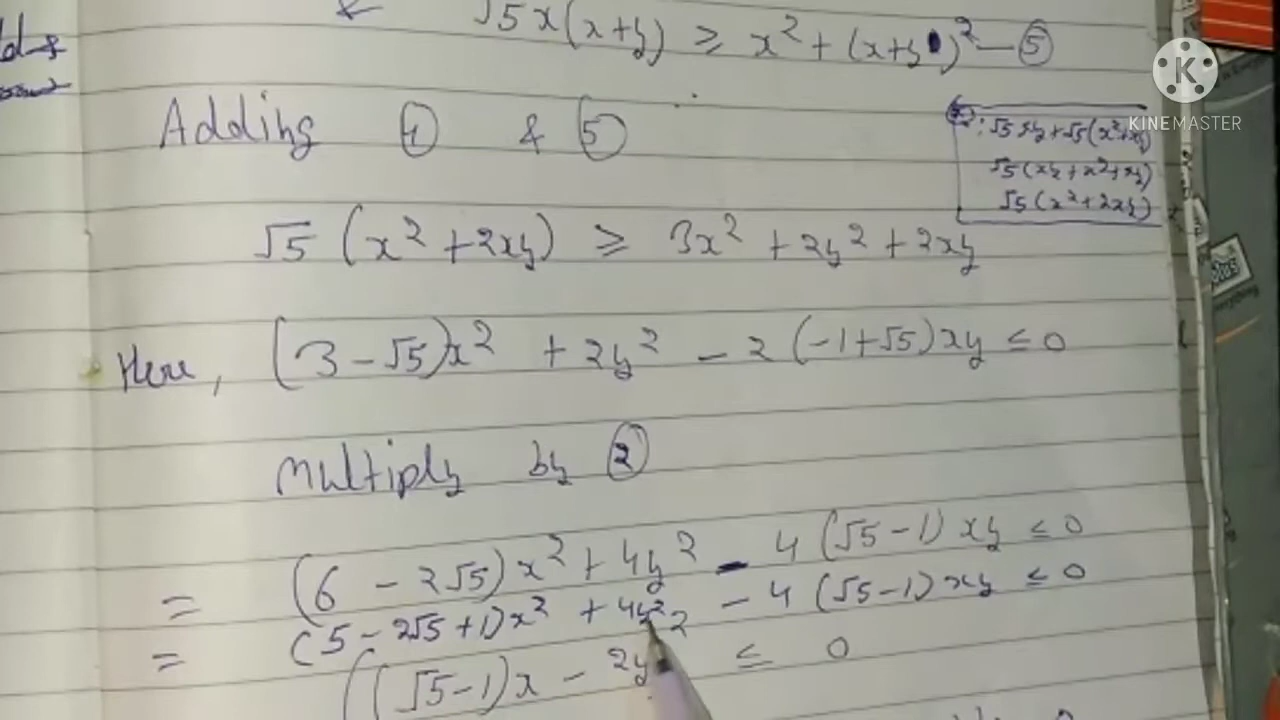 √5 x(x+y) ≥ x² + (x+y)² — ⑤
KINEMASTER
Adding ④ & ⑤
√5 xy + √5(x²+xy)
√5(xy + x² + xy)
√5(x² + 2xy)
√5 (x² + 2xy) ≥ 3x² + 2y² + 2xy
Here, (3 - √5)x² + 2y² - 2(-1+√5)xy ≤ 0
Multiply by ②
= (6 - 2√5)x² + 4y² - 4(√5-1)xy ≤ 0
= (5 - 2√5 + 1)x² + 4y² - 4(√5-1)xy ≤ 0
((√5-1)x - 2y ² ≤ 0